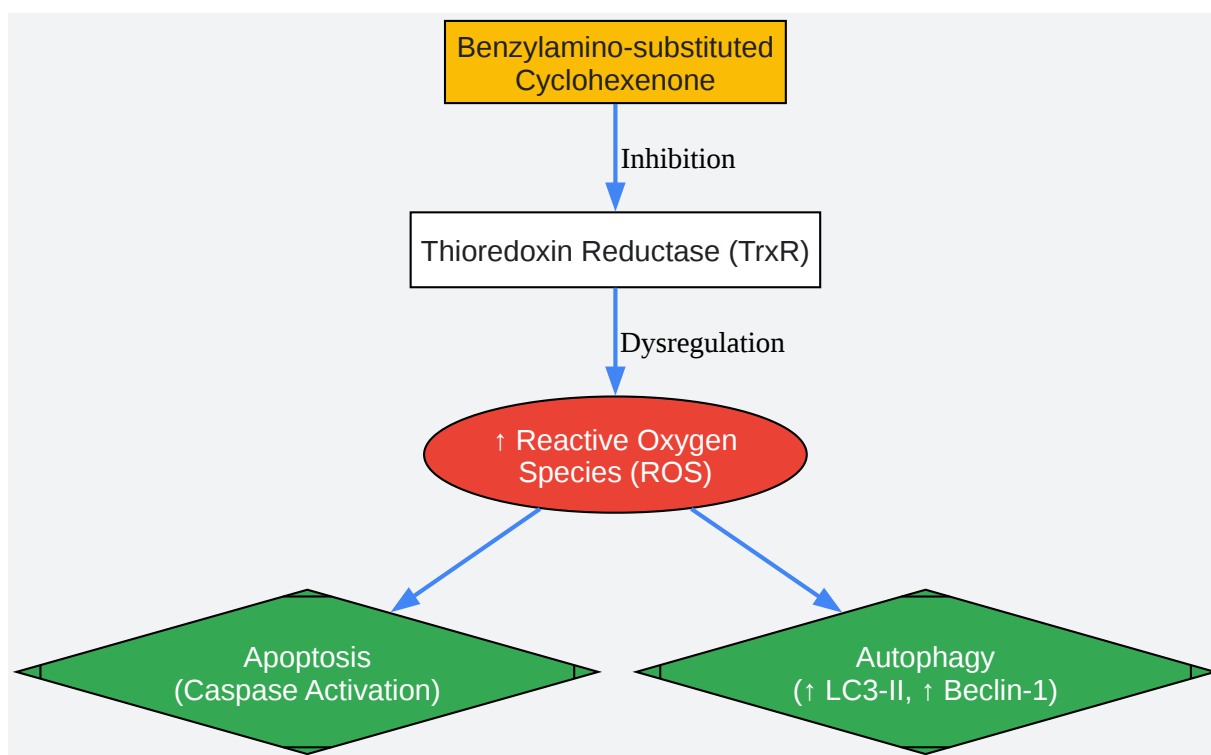 Benzylamino-substituted
Cyclohexenone
Inhibition
Thioredoxin Reductase (TrxR)
Dysregulation
↑ Reactive Oxygen
Species (ROS)
Apoptosis
(Caspase Activation)
Autophagy
(↑ LC3-II, ↑ Beclin-1)